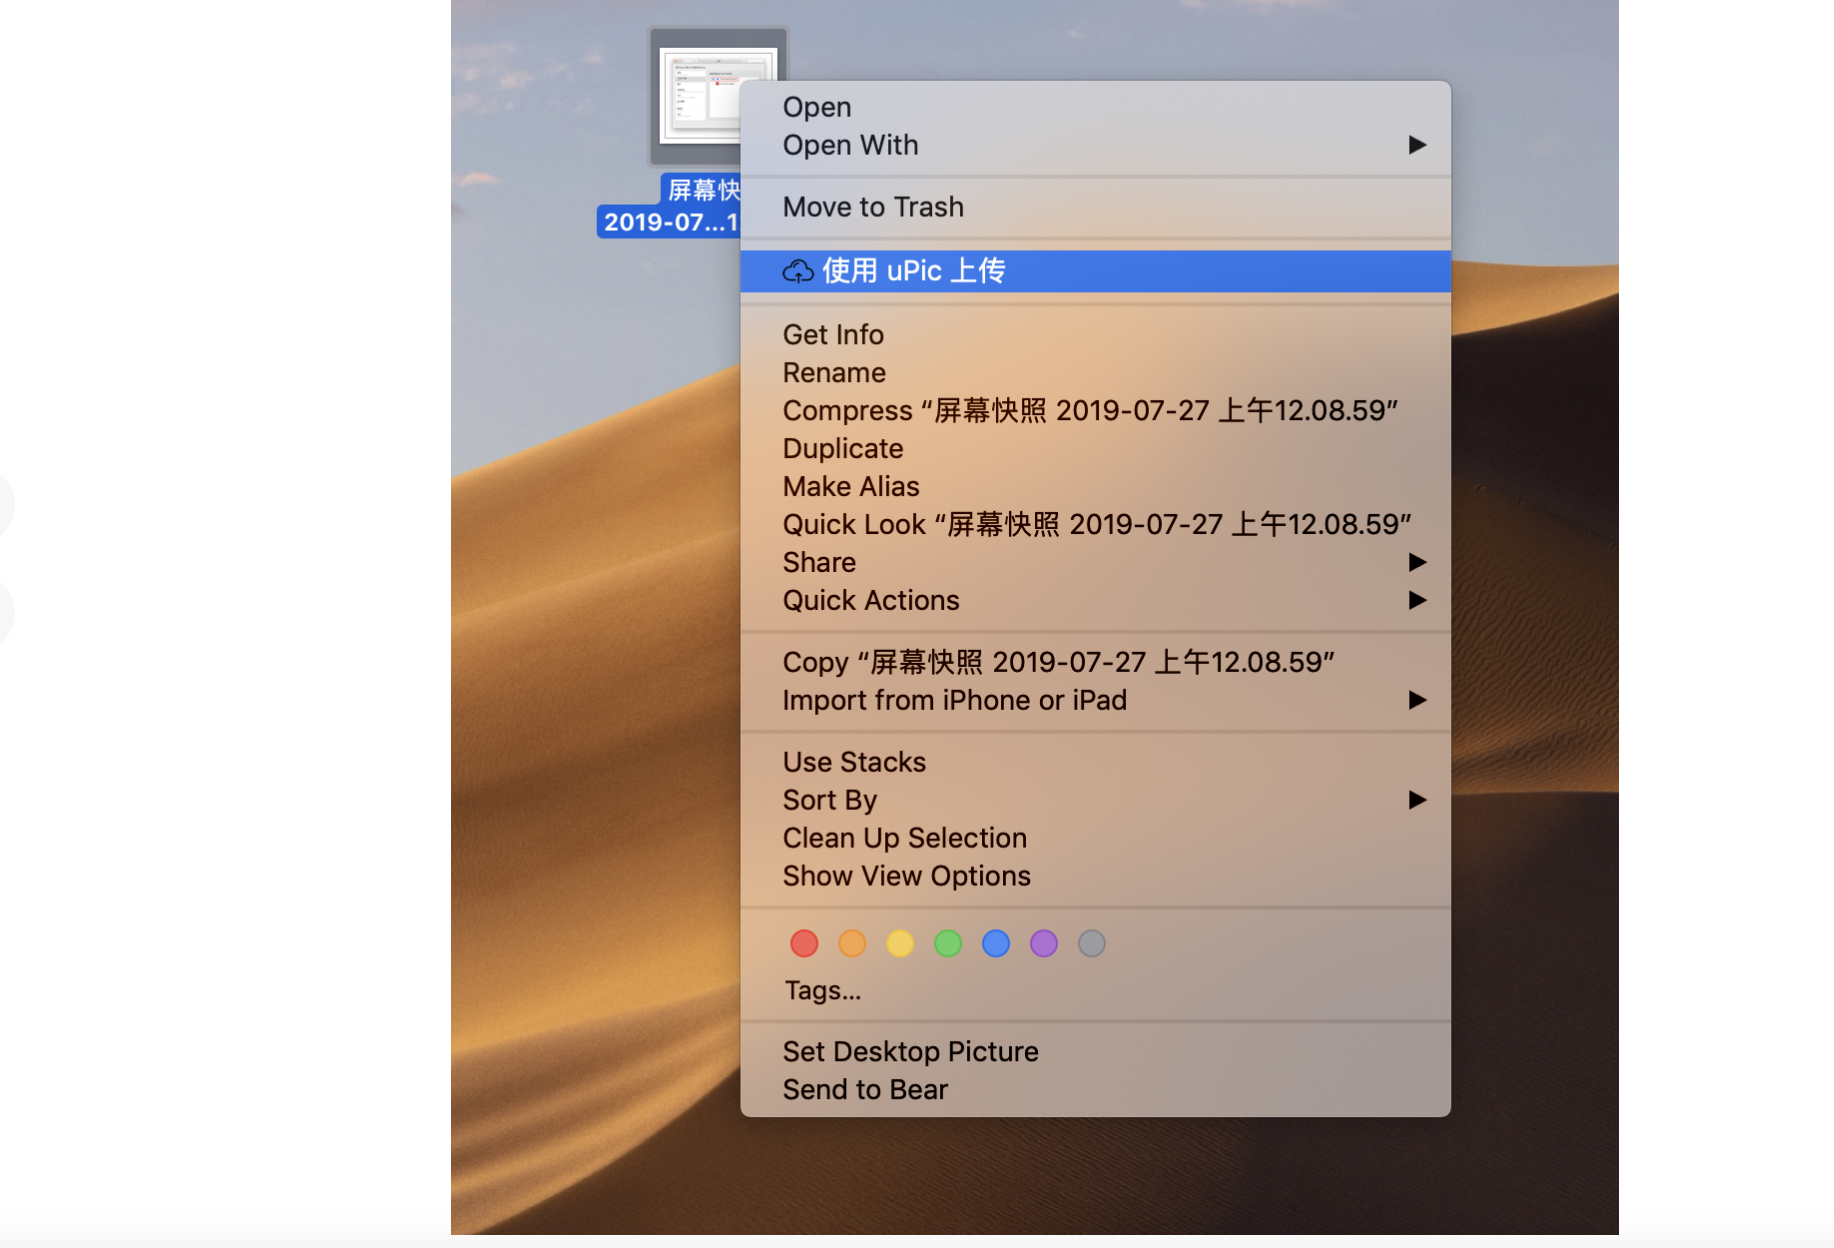 屏幕快
2019-07...1
Open
Open With
Move to Trash
使用 uPic 上传
Get Info
Rename
Compress “屏幕快照 2019-07-27 上午12.08.59”
Duplicate
Make Alias
Quick Look “屏幕快照 2019-07-27 上午12.08.59”
Share
Quick Actions
Copy “屏幕快照 2019-07-27 上午12.08.59”
Import from iPhone or iPad
Use Stacks
Sort By
Clean Up Selection
Show View Options
Tags...
Set Desktop Picture
Send to Bear